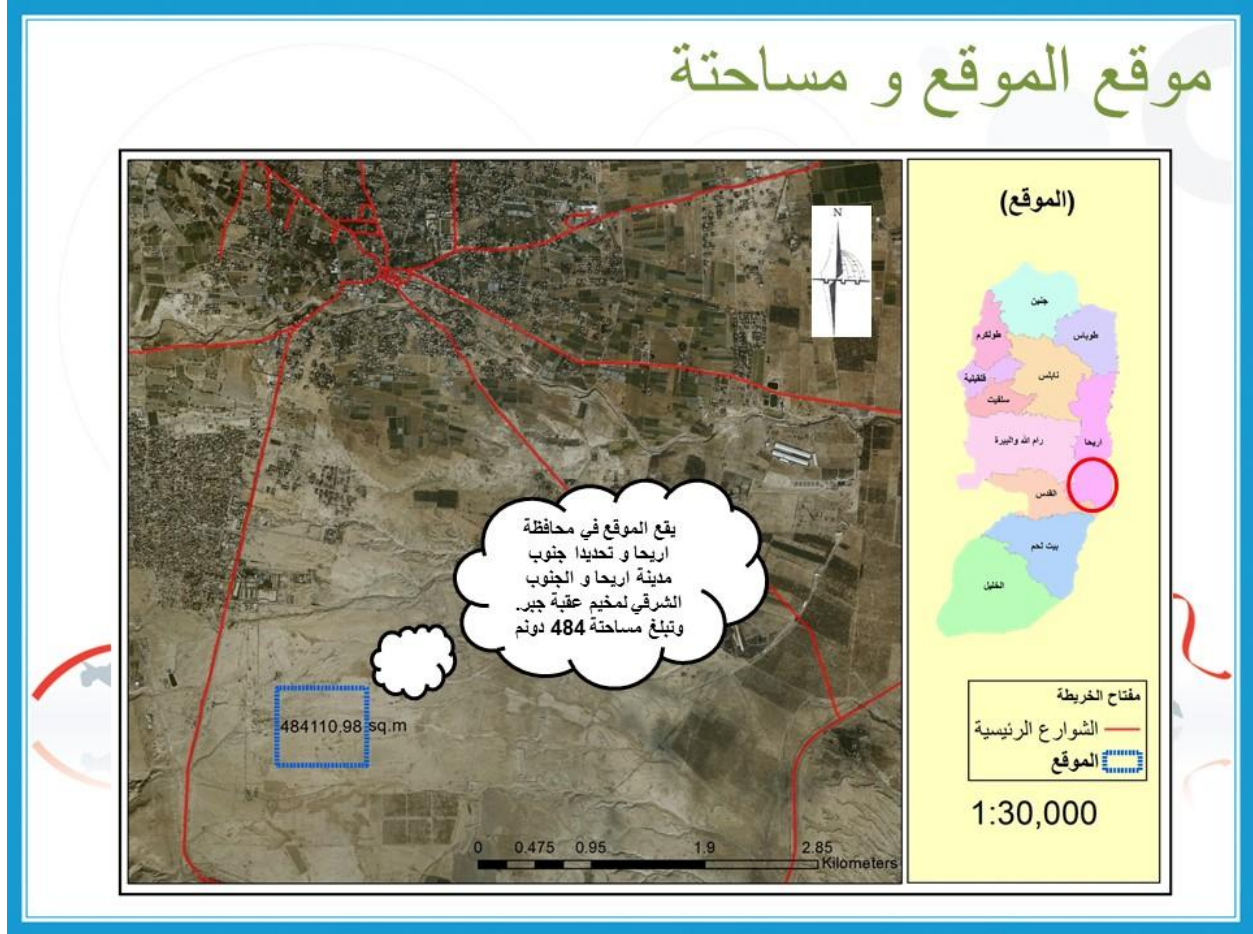 موقع الموقع و مساحتة
(الموقع)
N
جنين
طولكرم
طوباس
نابلس
قلقيلية
سلفيت
رام الله والبيرة
اريحا
القدس
بيت لحم
الخليل
يقع الموقع في محافظة
اريحا و تحديدا جنوب
مدينة اريحا و الجنوب
الشرقي لمخيم عقبة جبر.
وتبلغ مساحتة 484 دونم
484110.98 sq.m
مفتاح الخريطة
الشوارع الرئيسية
الموقع
1:30,000
0 0.475 0.95 1.9 2.85
Kilometers